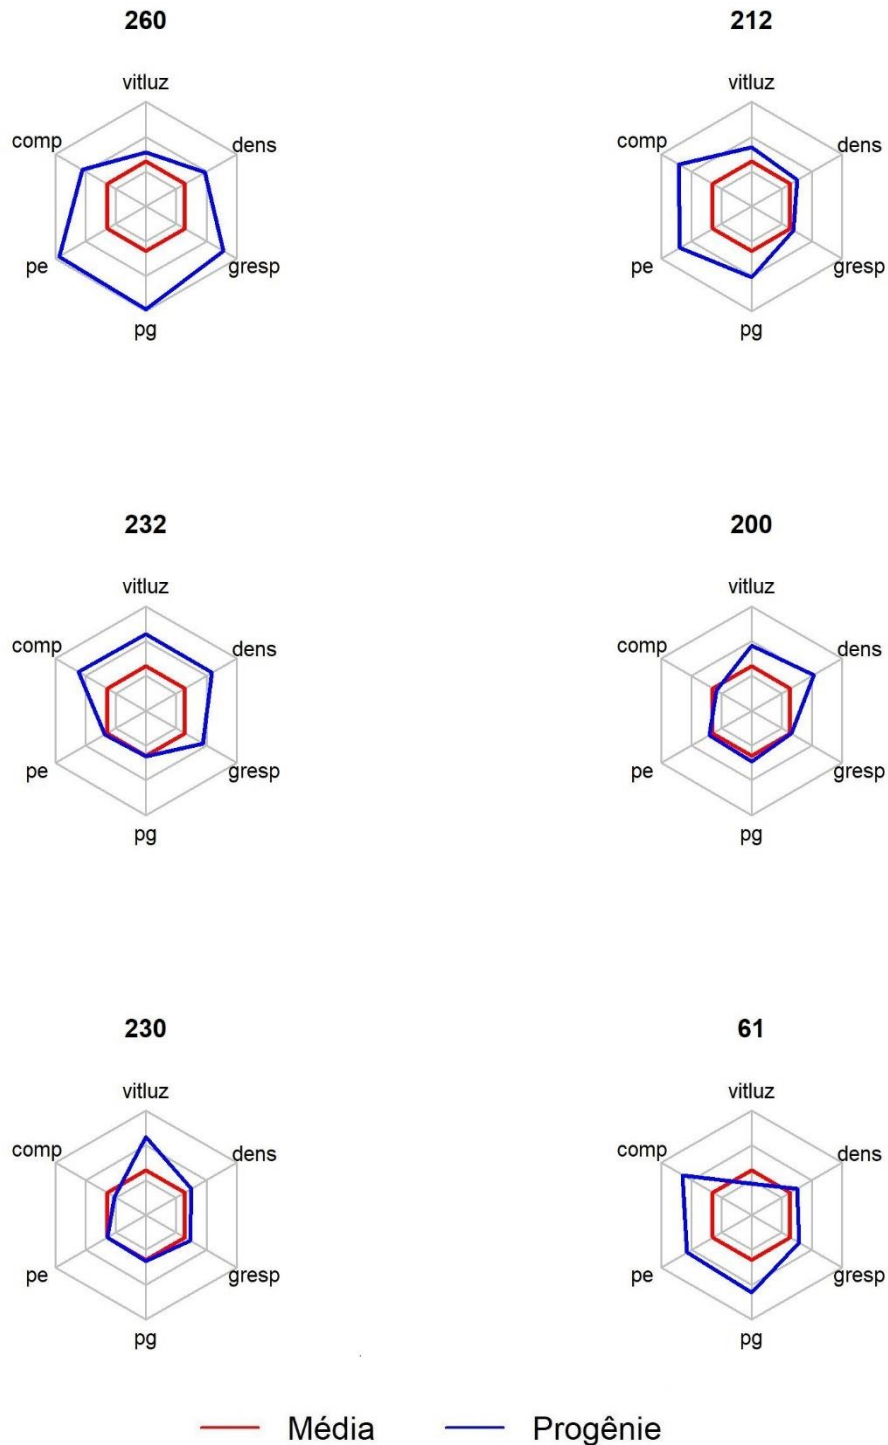 260
vitluz
comp
dens
pe
gresp
pg
212
vitluz
comp
dens
pe
gresp
pg
232
vitluz
comp
dens
pe
gresp
pg
200
vitluz
comp
dens
pe
gresp
pg
230
vitluz
comp
dens
pe
gresp
pg
61
vitluz
comp
dens
pe
gresp
pg
Média
Progênie